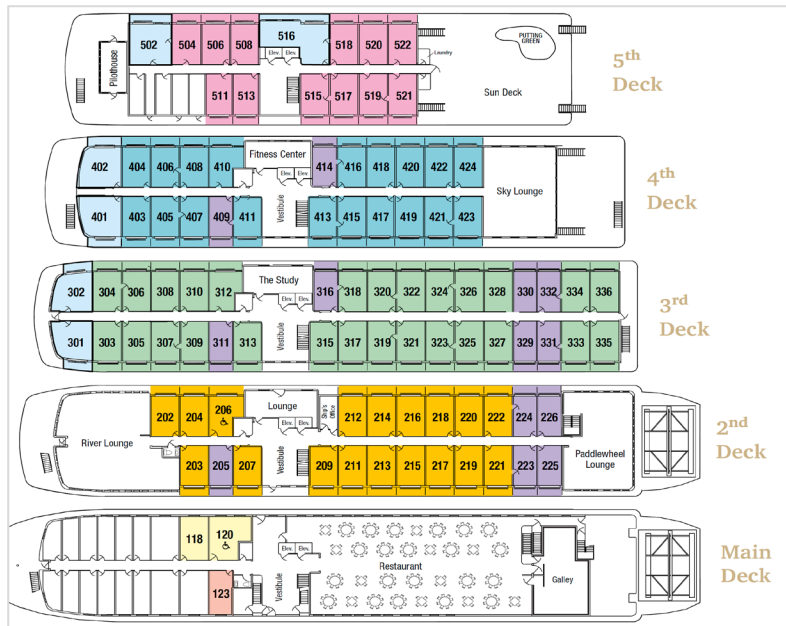 502 504 506 508 516 518 520 522
Elev. Elev.
Laundry
PUTTING
GREEN
Pilothouse
Sun Deck
511 513 515 517 519 521
5th
Deck
402 404 406 408 410 Fitness Center 414 416 418 420 422 424
Elev. Elev.
Sky Lounge
401 403 405 407 409 411 Vestibule 413 415 417 419 421 423
4th
Deck
302 304 306 308 310 312 The Study 316 318 320 322 324 326 328 330 332 334 336
Elev. Elev.
301 303 305 307 309 311 313 Vestibule 315 317 319 321 323 325 327 329 331 333 335
3rd
Deck
202 204 206 Lounge Ship's Office 212 214 216 218 220 222 224 226
Elev. Elev.
River Lounge
Paddlewheel
Lounge
203 205 207 Vestibule 209 211 213 215 217 219 221 223 225
2nd
Deck
118 120
Elev. Elev.
Restaurant
Galley
123 Vestibule
Main
Deck